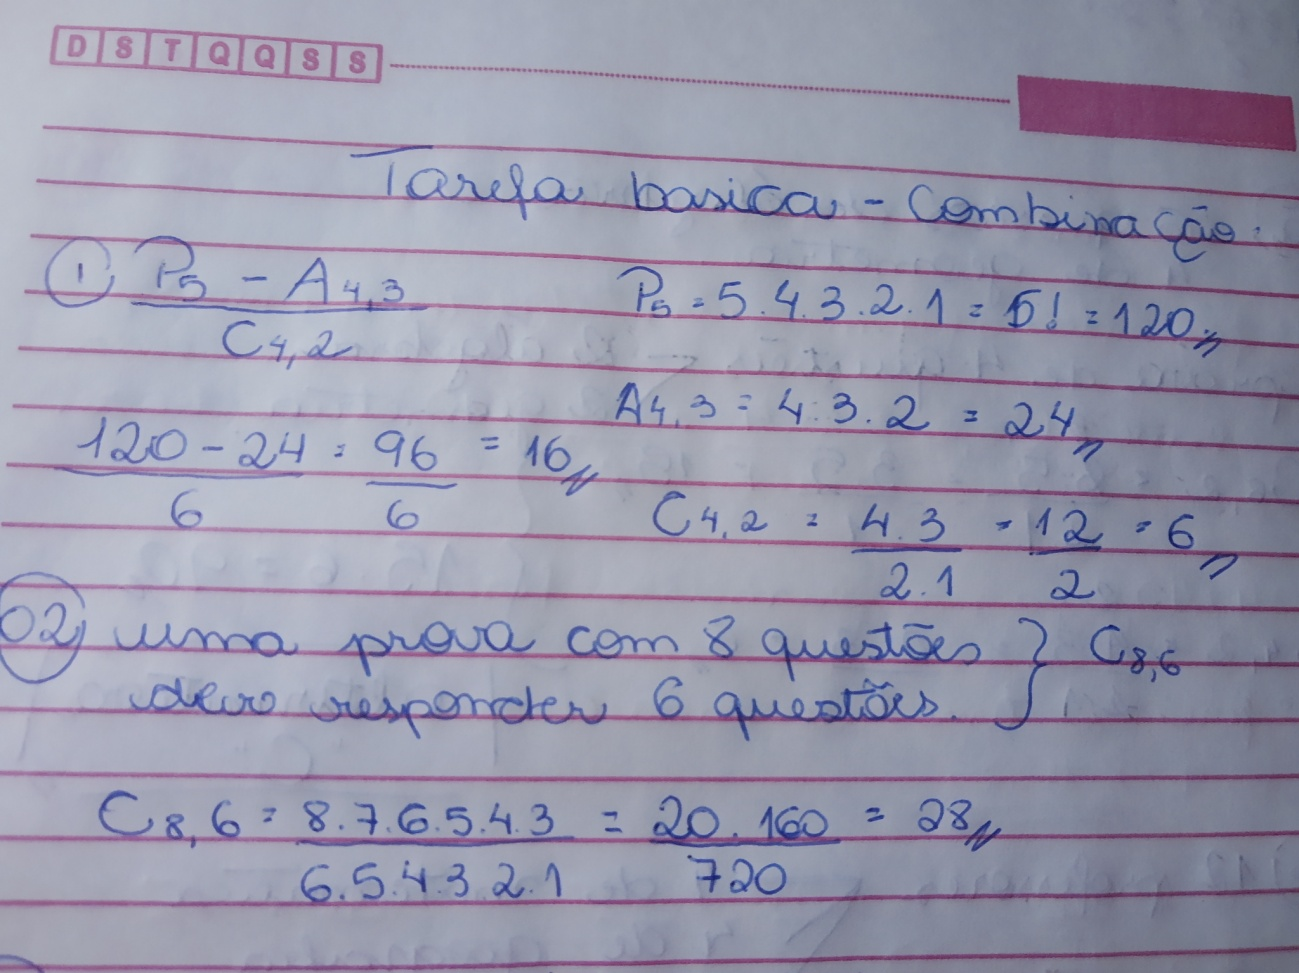 D S T Q Q S S
Tarefa basica - Combinação.
1 P5 - A4,3 P5 = 5.4.3.2.1 = 5! = 120
C4,2
A4,3 = 4.3.2 = 24
120 - 24 = 96 = 16
6 6
C4,2 = 4.3 = 12 = 6
2.1 2
02) uma prova com 8 questões } C8,6
devo responder 6 questões.
C8,6 = 8.7.6.5.4.3 = 20.160 = 28
6.5.4.3 2.1 720